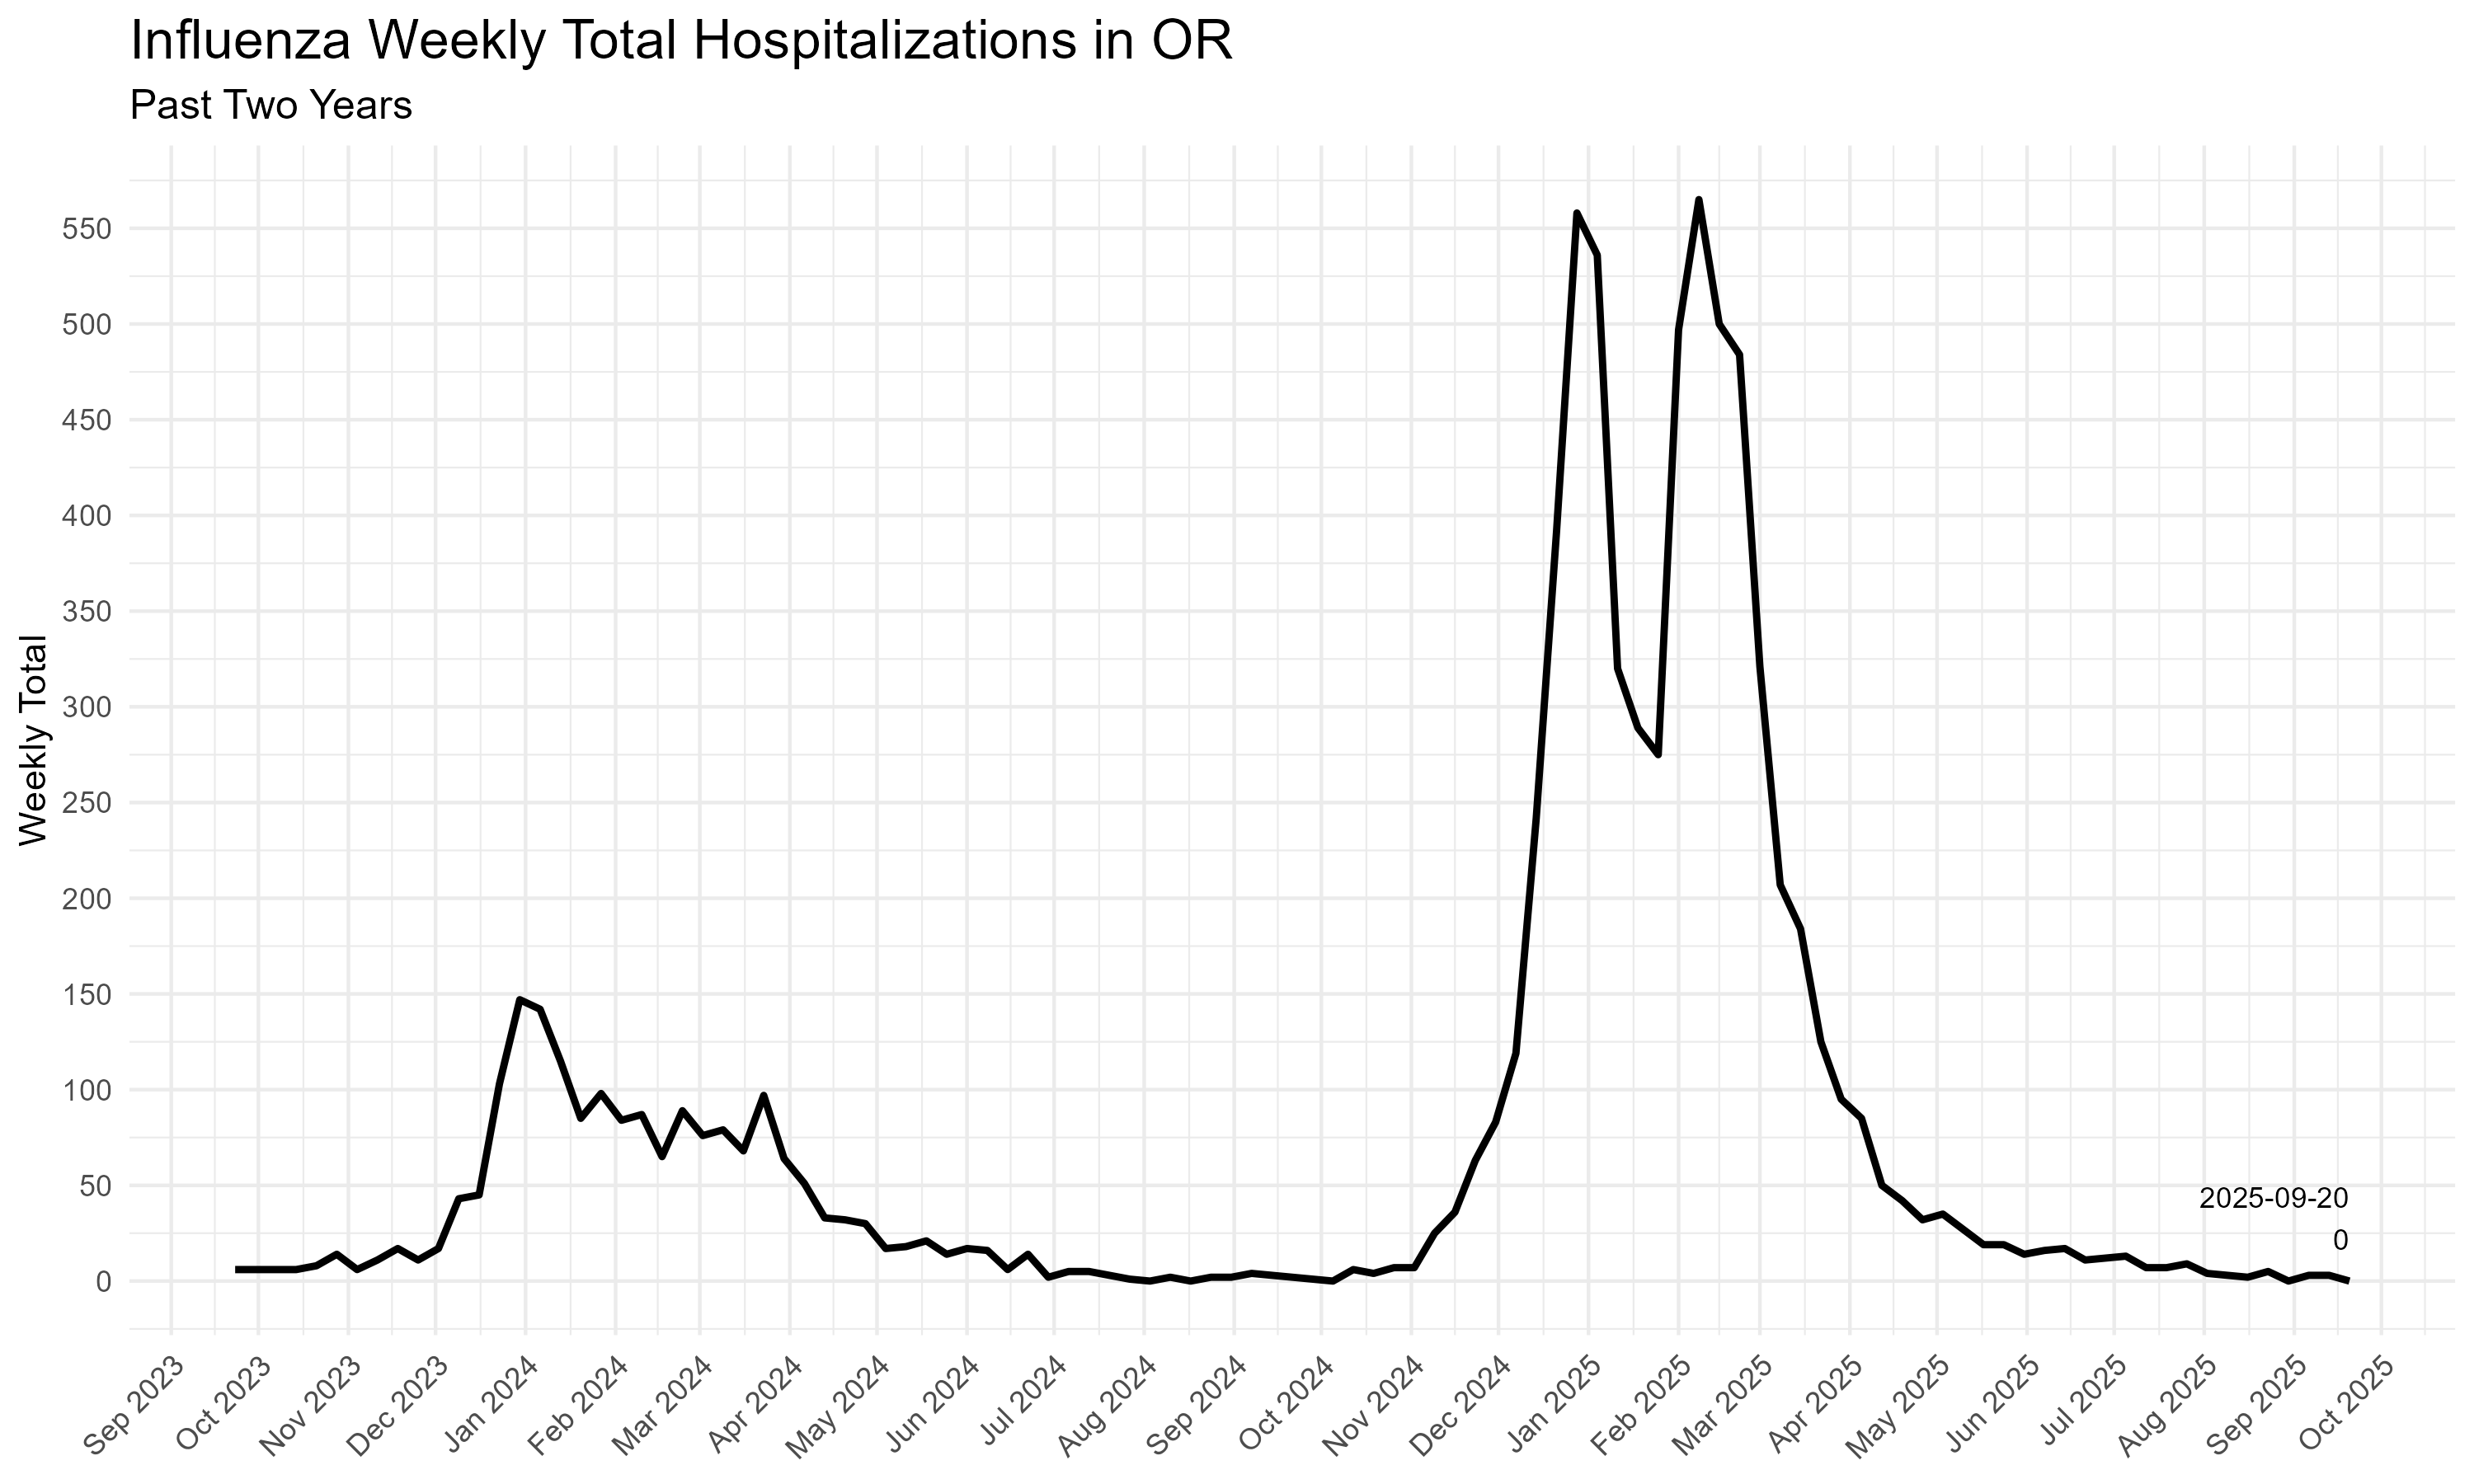 Influenza Weekly Total Hospitalizations in OR
Past Two Years
Weekly Total
550
500
450
400
350
300
250
200
150
100
50
0
2025-09-20
0
Sep 2023
Oct 2023
Nov 2023
Dec 2023
Jan 2024
Feb 2024
Mar 2024
Apr 2024
May 2024
Jun 2024
Jul 2024
Aug 2024
Sep 2024
Oct 2024
Nov 2024
Dec 2024
Jan 2025
Feb 2025
Mar 2025
Apr 2025
May 2025
Jun 2025
Jul 2025
Aug 2025
Sep 2025
Oct 2025